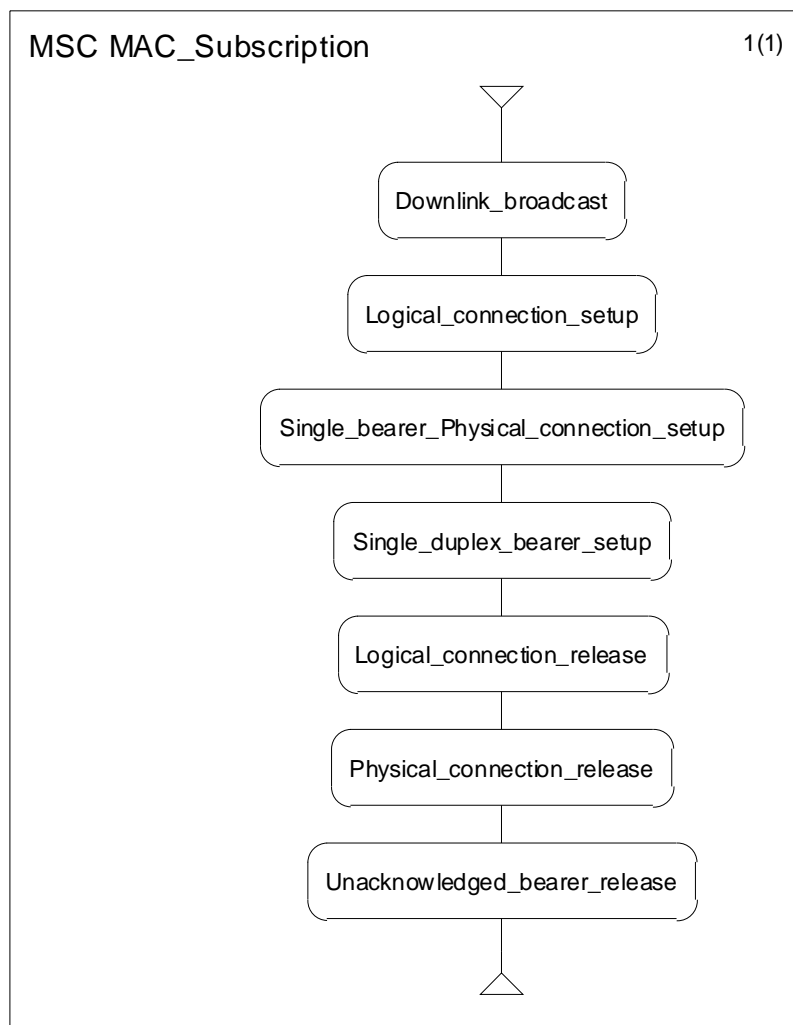 MSC MAC_Subscription
1(1)
Downlink_broadcast
Logical_connection_setup
Single_bearer_Physical_connection_setup
Single_duplex_bearer_setup
Logical_connection_release
Physical_connection_release
Unacknowledged_bearer_release